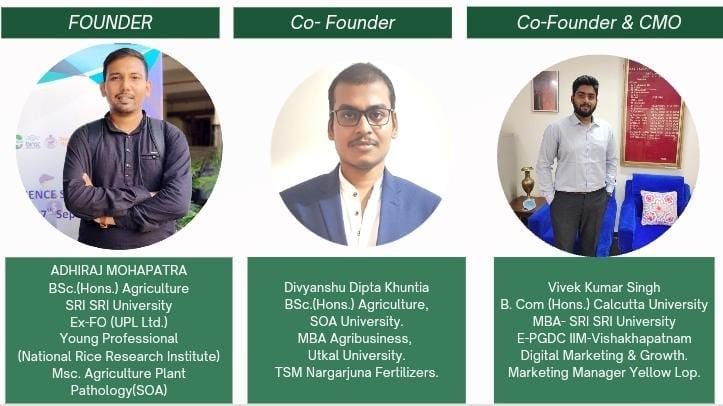 FOUNDER
Co- Founder
Co-Founder & CMO
ENCE S
7th Sep
ADHIRAJ MOHAPATRA
BSc.(Hons.) Agriculture
SRI SRI University
Ex-FO (UPL Ltd.)
Young Professional
(National Rice Research Institute)
Msc. Agriculture Plant
Pathology(SOA)
Divyanshu Dipta Khuntia
BSc.(Hons.) Agriculture,
SOA University.
MBA Agribusiness,
Utkal University.
TSM Nargarjuna Fertilizers.
Vivek Kumar Singh
B. Com (Hons.) Calcutta University
MBA- SRI SRI University
E-PGDC IIM-Vishakhapatnam
Digital Marketing & Growth.
Marketing Manager Yellow Lop.